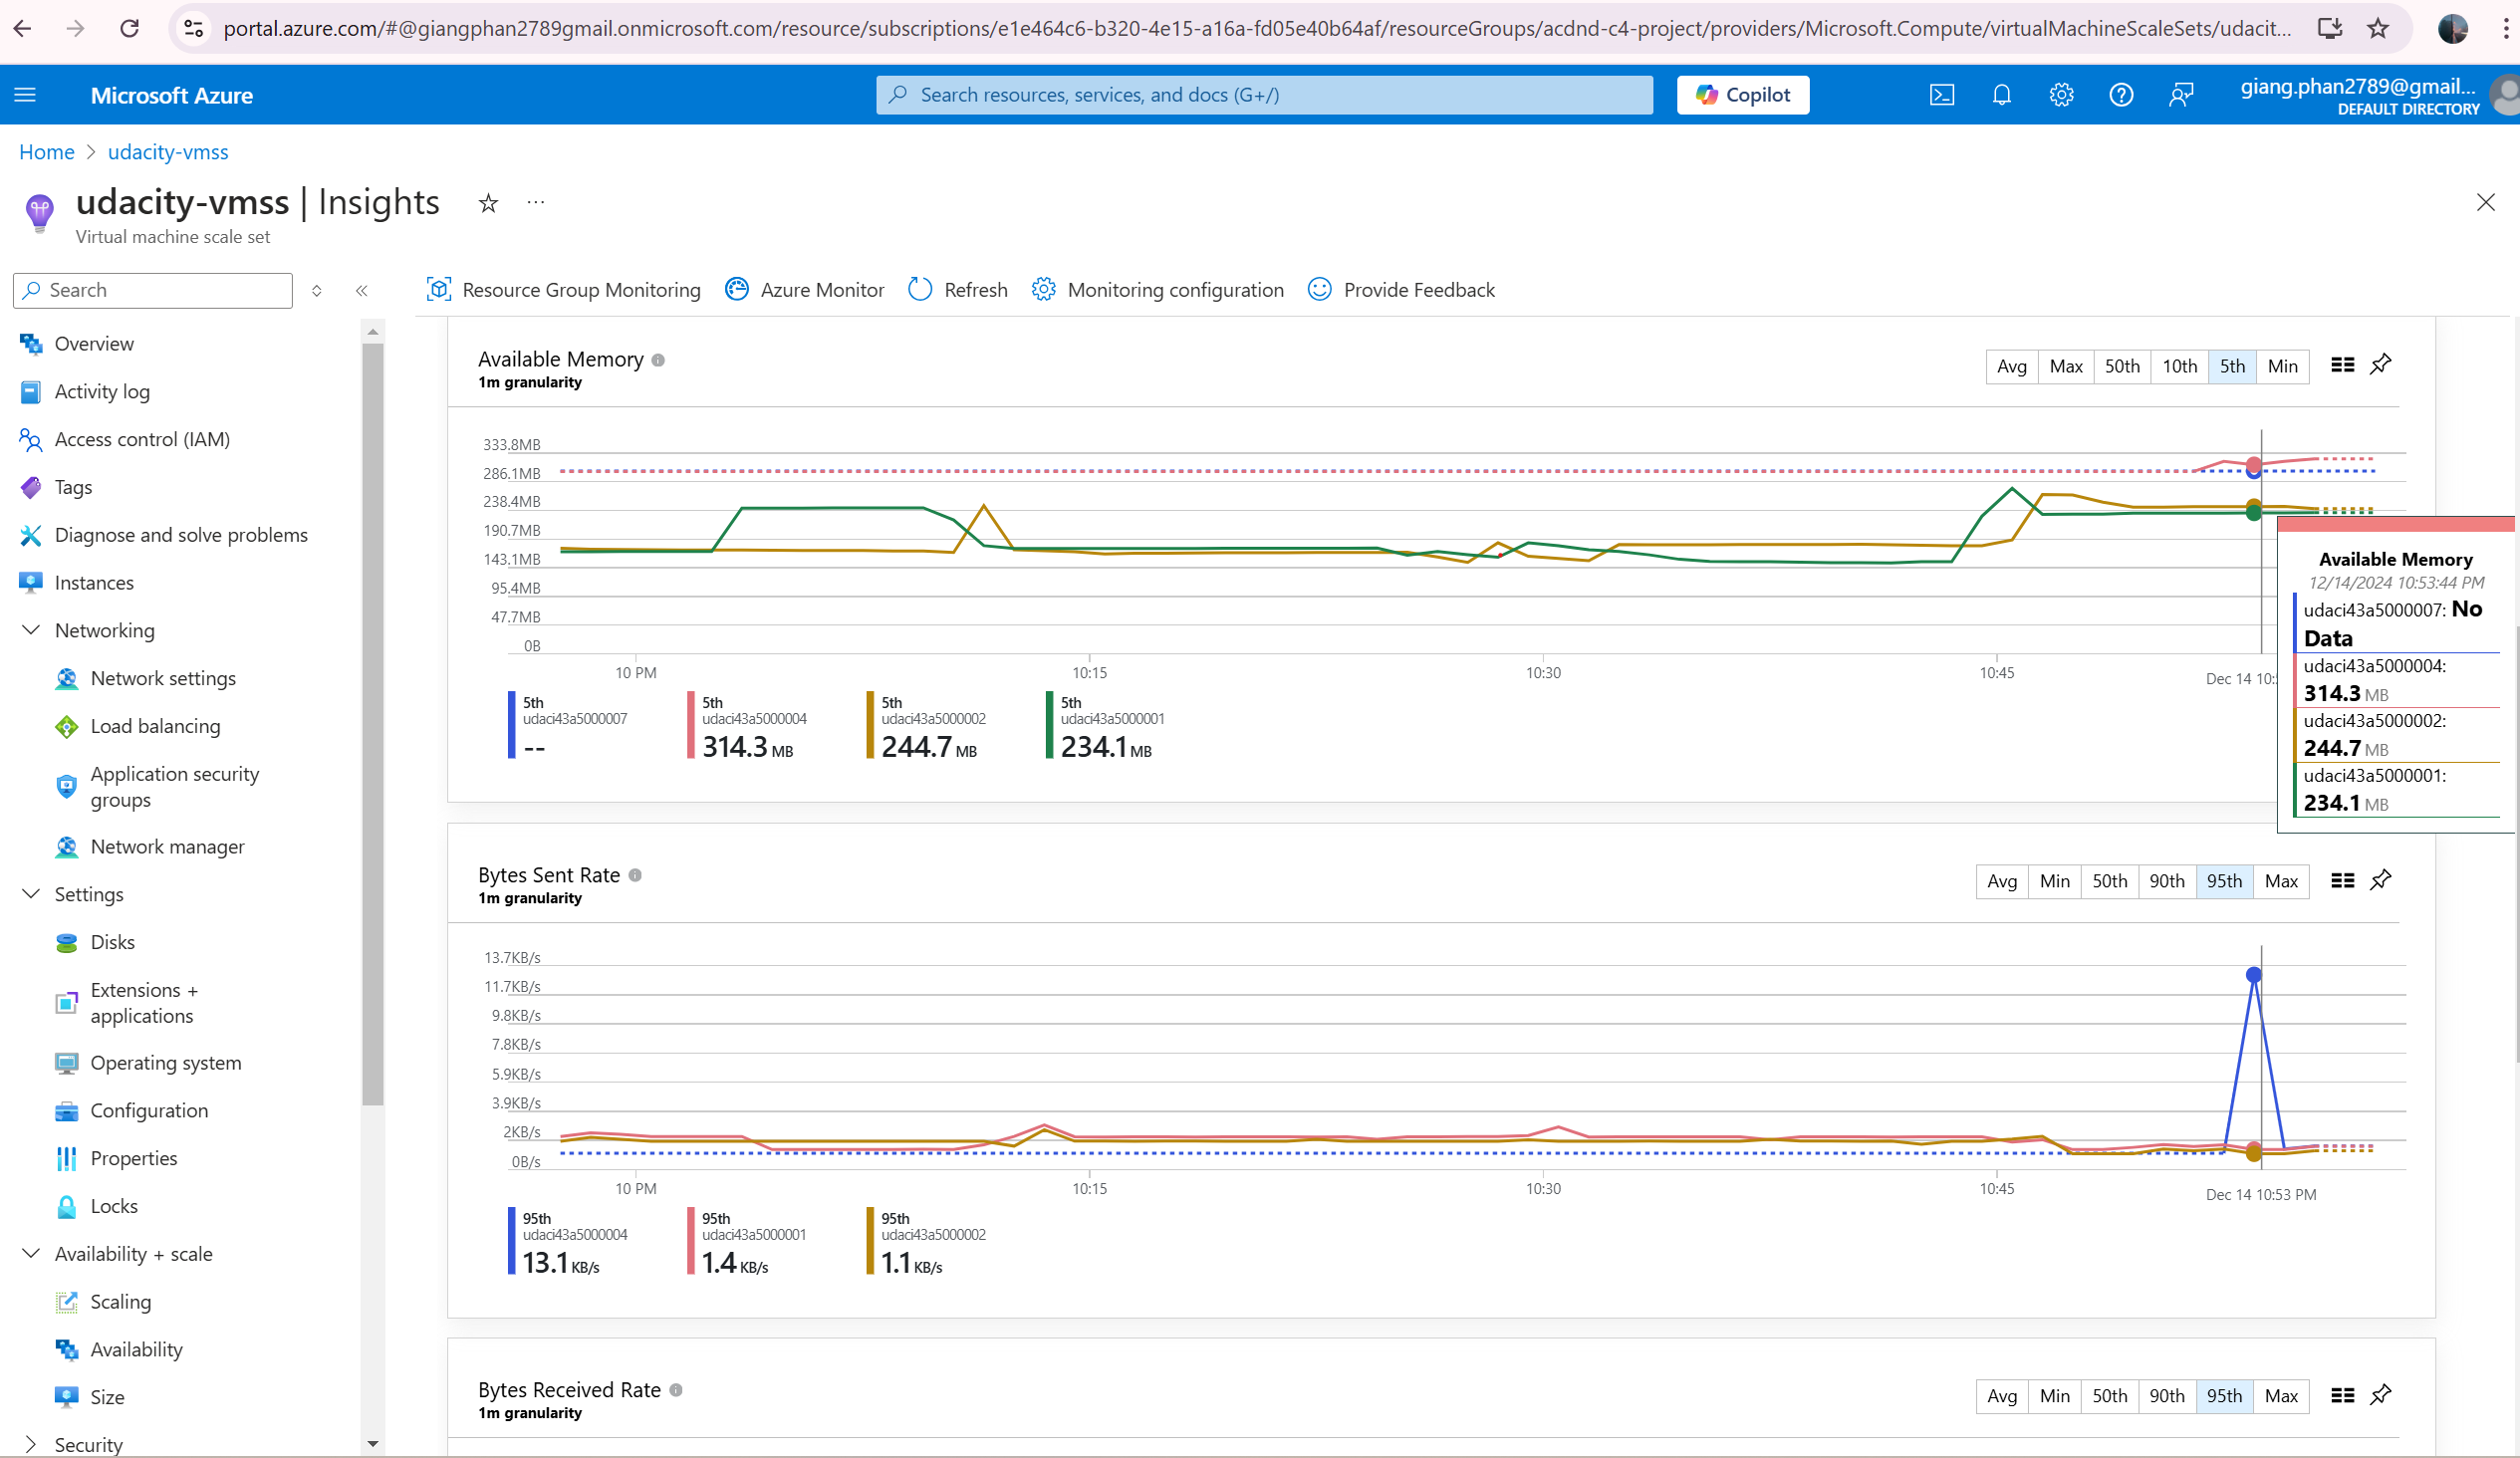 portal.azure.com/#@giangphan2789gmail.onmicrosoft.com/resource/subscriptions/e1e464c6-b320-4e15-a16a-fd05e40b64af/resourceGroups/acdnd-c4-project/providers/Microsoft.Compute/virtualMachineScaleSets/udacit...
Microsoft Azure
Search resources, services, and docs (G+/)
Copilot
giang.phan2789@gmail...
DEFAULT DIRECTORY
Home > udacity-vmss
udacity-vmss | Insights
Virtual machine scale set
Search
Overview
Activity log
Access control (IAM)
Tags
Diagnose and solve problems
Instances
Networking
Network settings
Load balancing
Application security
groups
Network manager
Settings
Disks
Extensions +
applications
Operating system
Configuration
Properties
Locks
Availability + scale
Scaling
Availability
Size
Security
Resource Group Monitoring Azure Monitor Refresh Monitoring configuration Provide Feedback
Available Memory
1m granularity
Avg Max 50th 10th 5th Min
333.8MB
286.1MB
238.4MB
190.7MB
143.1MB
95.4MB
47.7MB
0B
10 PM 10:15 10:30 10:45 Dec 14 10:5
5th
udaci43a5000007
--
5th
udaci43a5000004
314.3 MB
5th
udaci43a5000002
244.7 MB
5th
udaci43a5000001
234.1 MB
Available Memory
12/14/2024 10:53:44 PM
udaci43a5000007: No
Data
udaci43a5000004:
314.3 MB
udaci43a5000002:
244.7 MB
udaci43a5000001:
234.1 MB
Bytes Sent Rate
1m granularity
Avg Min 50th 90th 95th Max
13.7KB/s
11.7KB/s
9.8KB/s
7.8KB/s
5.9KB/s
3.9KB/s
2KB/s
0B/s
10 PM 10:15 10:30 10:45 Dec 14 10:53 PM
95th
udaci43a5000004
13.1 KB/s
95th
udaci43a5000001
1.4 KB/s
95th
udaci43a5000002
1.1 KB/s
Bytes Received Rate
1m granularity
Avg Min 50th 90th 95th Max